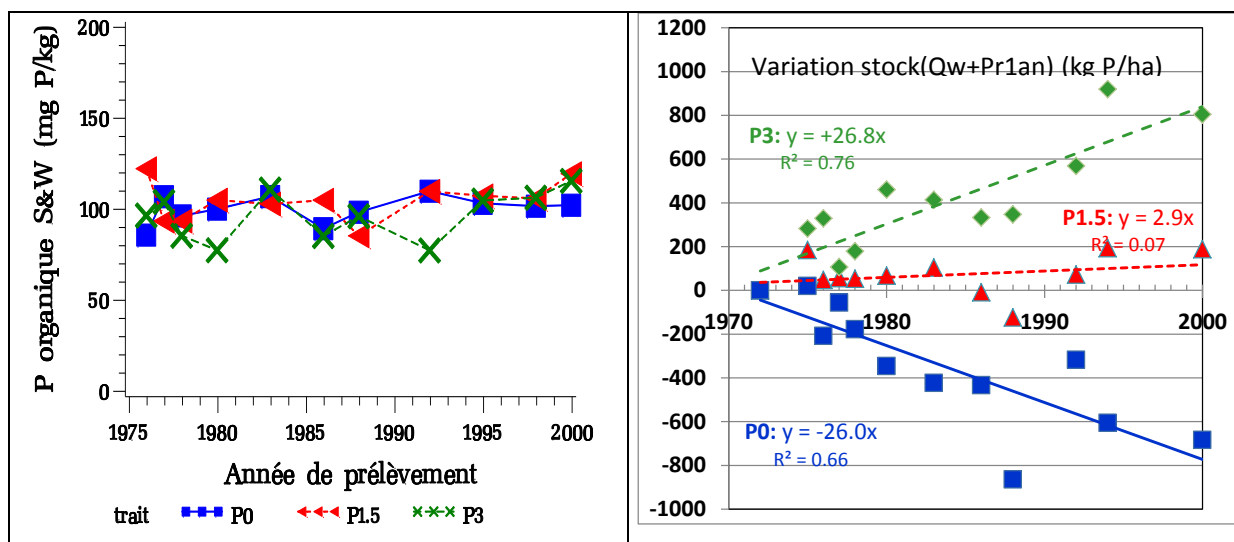 P organique S&W (mg P/kg)
200
150
100
50
0
1975 1980 1985 1990 1995 2000
Année de prélèvement
trait P0 P1.5 P3
1200
1000
800
600
400
200
0
-200
-400
-600
-800
-1000
Variation stock(Qw+Pr1an) (kg P/ha)
P3: y = +26.8x
R² = 0.76
P1.5: y = 2.9x
R² = 0.07
1970 1980 1990 2000
P0: y = -26.0x
R² = 0.66